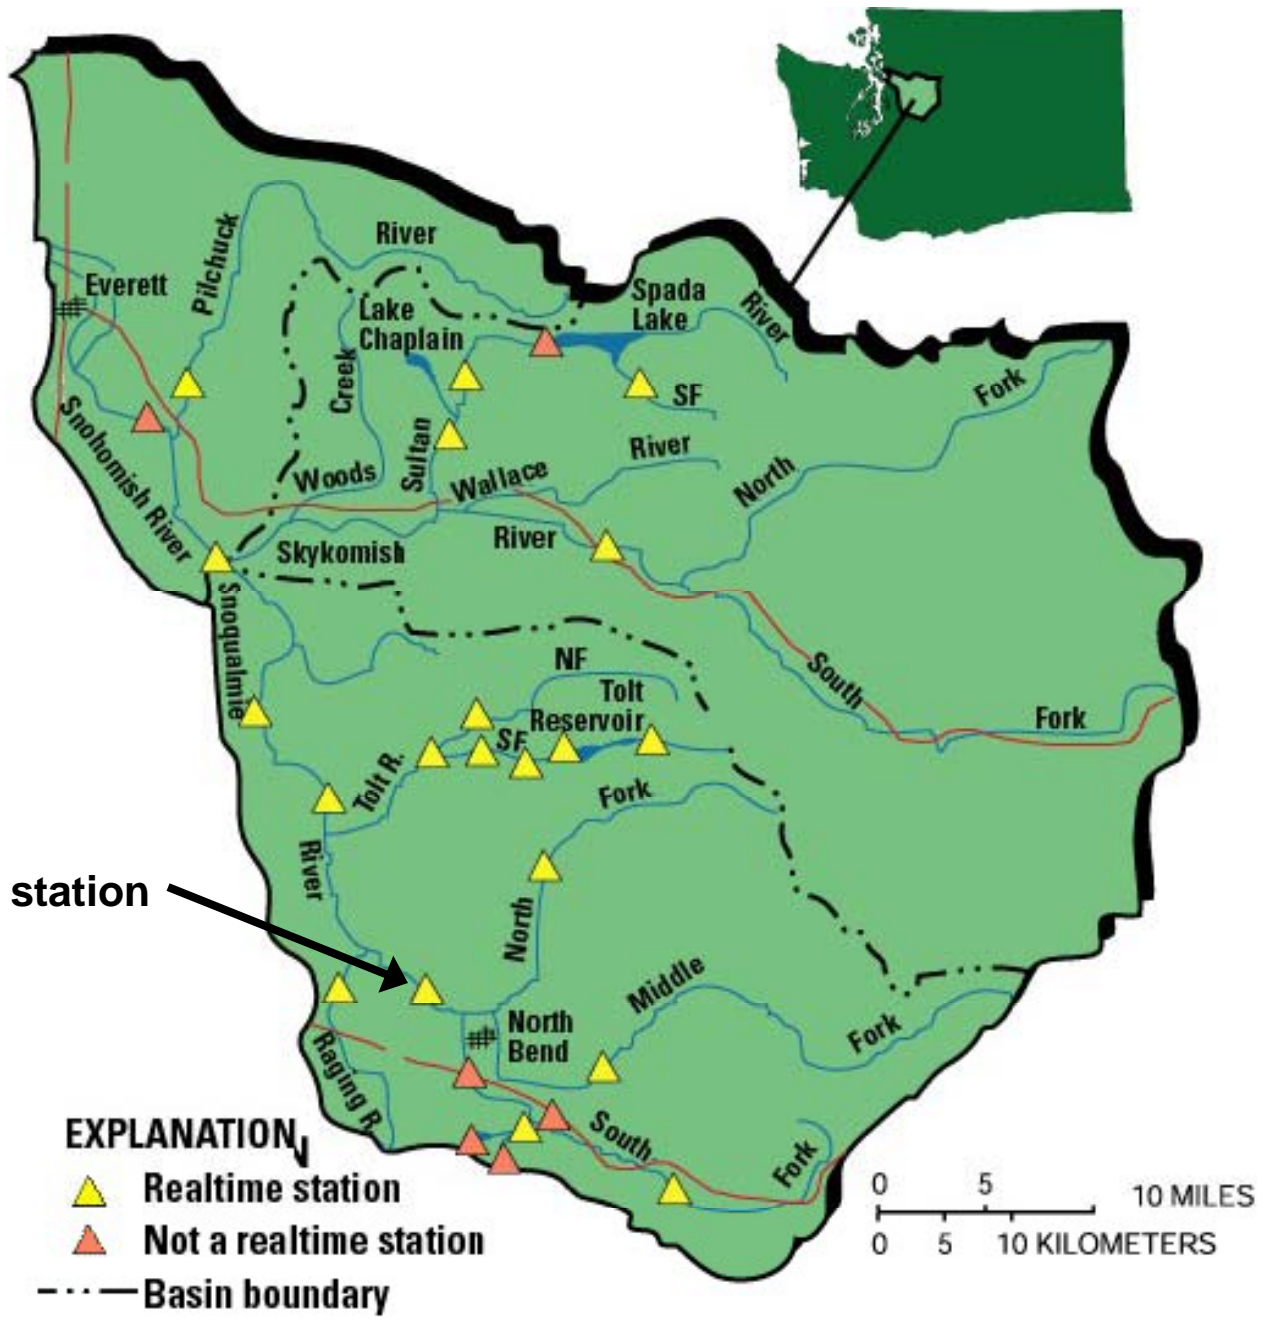 River
Pilchuck
Everett
Spada
Lake
River
Lake
Chaplain
Creek
Fork
SF
Snohomish River
Sultan
River
Woods
Wallace
North
Skykomish
River
Snoqualmie
NF
Tolt
Reservoir
South
Fork
SF
Tolt R.
Fork
River
station
North
Middle
North
Bend
Fork
Raging R.
South
Fork
EXPLANATION
Realtime station
Not a realtime station
Basin boundary
0 5 10 MILES
0 5 10 KILOMETERS